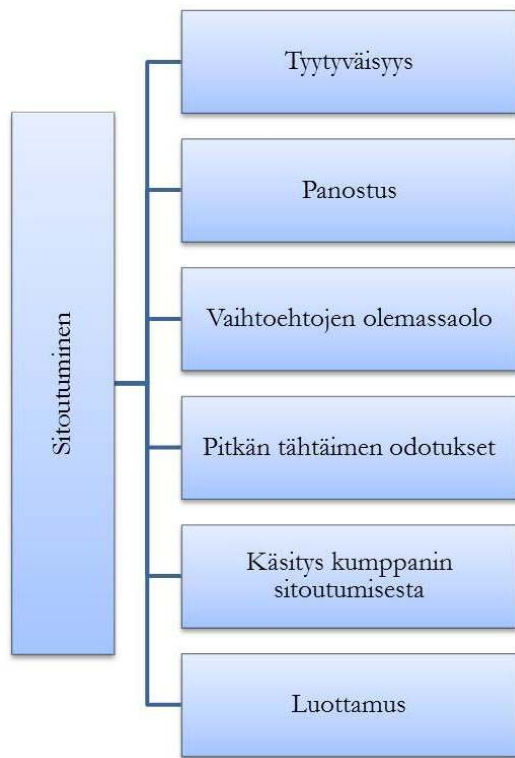 Sitoutuminen
Tyytyväisyys
Panostus
Vaihtoehtojen olemassaolo
Pitkän tähtäimen odotukset
Käsitys kumppanin
sitoutumisesta
Luottamus